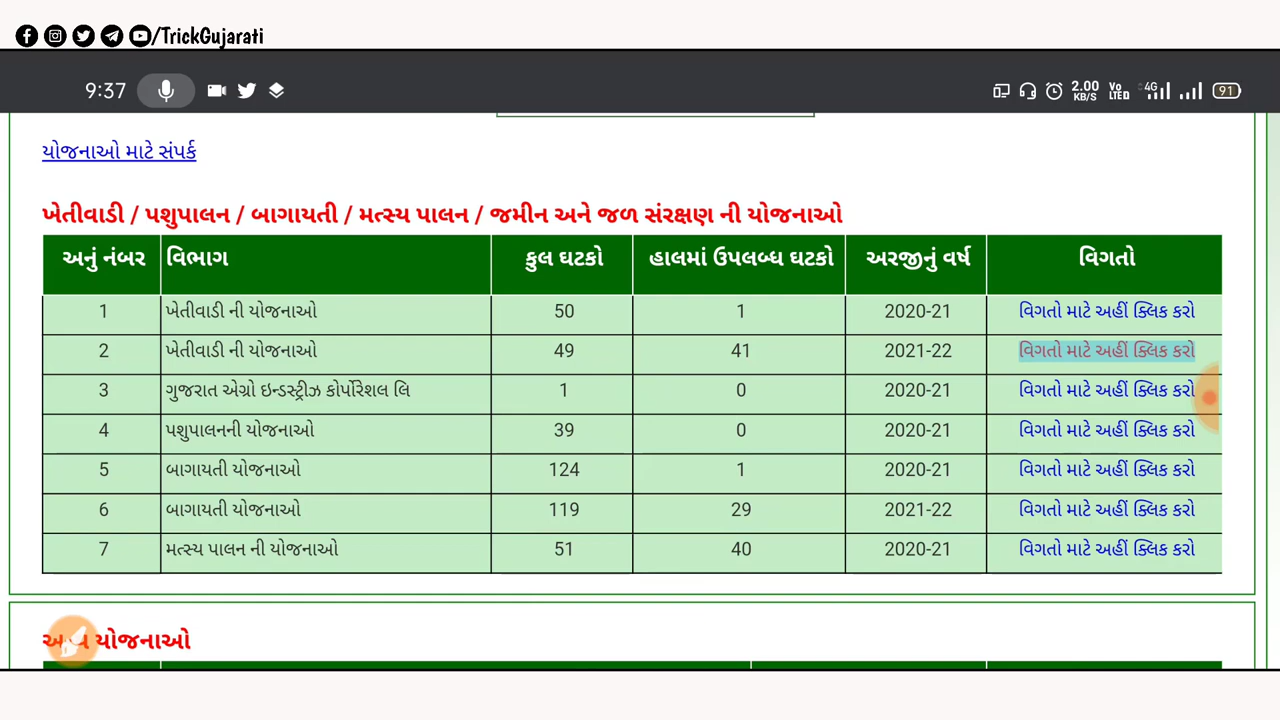 /TrickGujarati
9:37 2.00 KB/S Vo LTE 4G 91
યોજનાઓ માટે સંપર્ક
ખેતીવાડી / પશુપાલન / બાગાયતી / મત્સ્ય પાલન / જમીન અને જળ સંરક્ષણ ની યોજનાઓ
અનું નંબર વિભાગ કુલ ઘટકો હાલમાં ઉપલબ્ધ ઘટકો અરજીનું વર્ષ વિગતો
1 ખેતીવાડી ની યોજનાઓ 50 1 2020-21 વિગતો માટે અહીં ક્લિક કરો
2 ખેતીવાડી ની યોજનાઓ 49 41 2021-22 વિગતો માટે અહીં ક્લિક કરો
3 ગુજરાત એગ્રો ઇન્ડસ્ટ્રીઝ કોર્પોરેશલ લિ 1 0 2020-21 વિગતો માટે અહીં ક્લિક કરો
4 પશુપાલનની યોજનાઓ 39 0 2020-21 વિગતો માટે અહીં ક્લિક કરો
5 બાગાયતી યોજનાઓ 124 1 2020-21 વિગતો માટે અહીં ક્લિક કરો
6 બાગાયતી યોજનાઓ 119 29 2021-22 વિગતો માટે અહીં ક્લિક કરો
7 મત્સ્ય પાલન ની યોજનાઓ 51 40 2020-21 વિગતો માટે અહીં ક્લિક કરો
યોજનાઓ